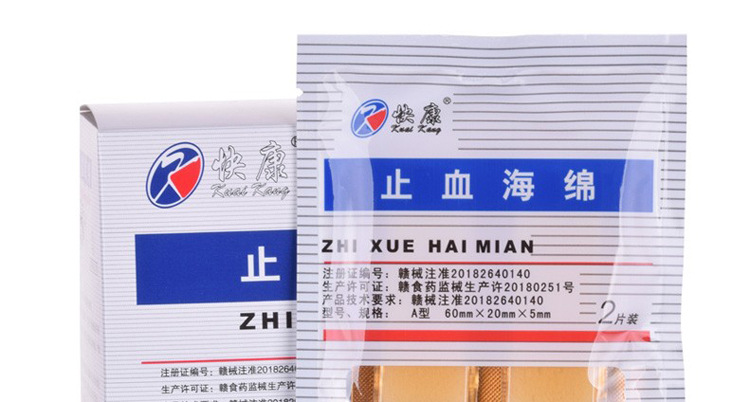 快康®
Kuai Kang
止血海绵
ZHI XUE HAI MIAN
注册证编号：赣械注准20182640140
生产许可证：赣食药监械生产许20180251号
产品技术要求：赣械注准20182640140
型号、规格： A型 60mm×20mm×5mm
2片装
快康®
Kuai Kang
止
ZHI
注册证编号：赣械注准201826401
生产许可证：赣食药监械生产许